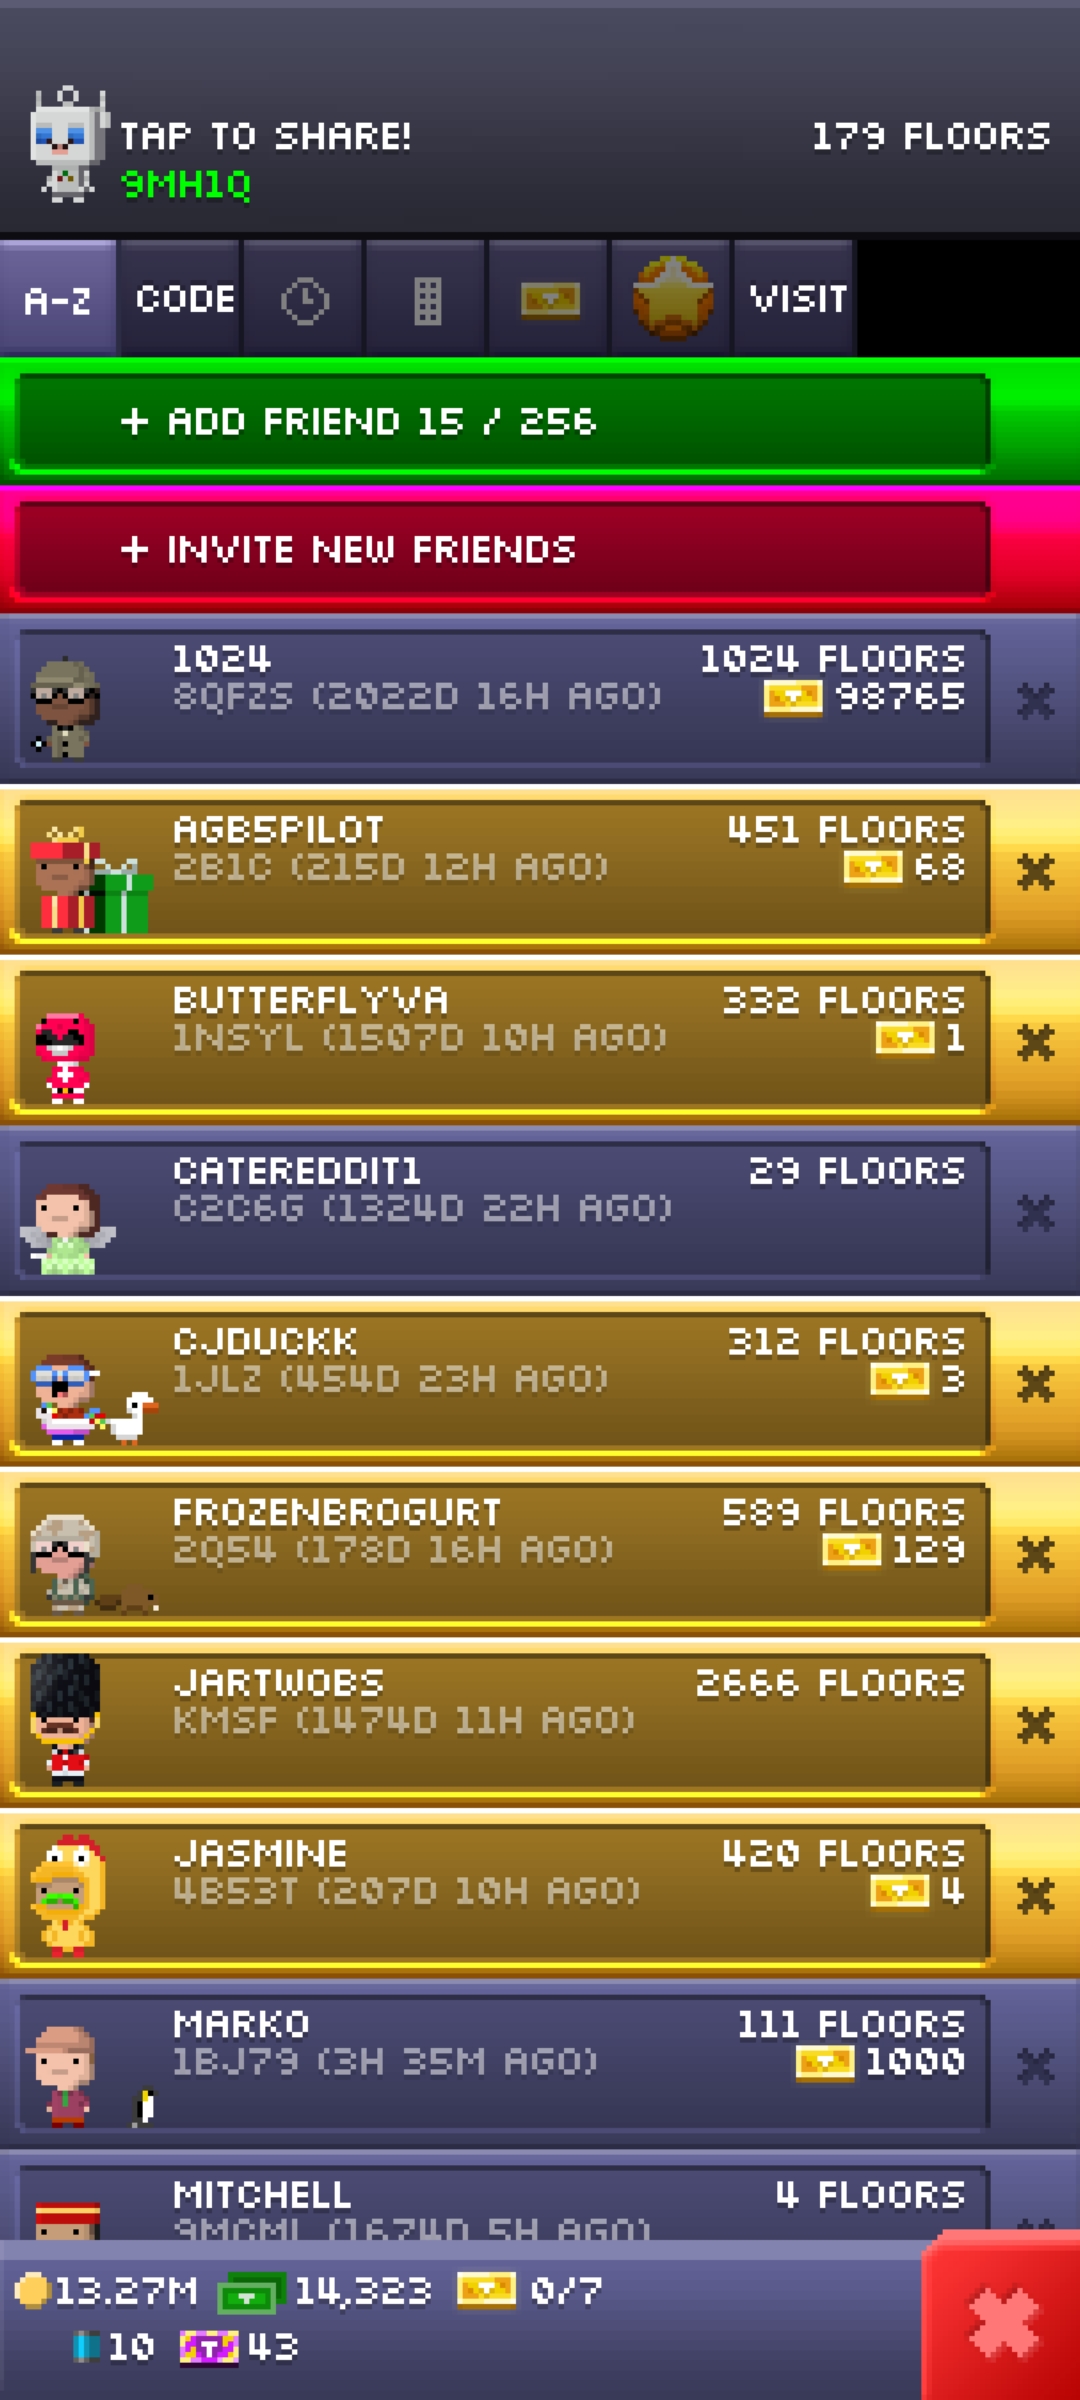 TAP TO SHARE!
179 FLOORS
9MH1Q
A-Z
CODE
VISIT
+ ADD FRIEND 15 / 256
+ INVITE NEW FRIENDS
1024
1024 FLOORS
8QFZS (2022D 16H AGO)
98765
AGB5PILOT
451 FLOORS
2B1C (215D 12H AGO)
68
BUTTERFLYVA
332 FLOORS
1NSYL (1507D 10H AGO)
1
CATEREDDIT1
29 FLOORS
C2C6G (1324D 22H AGO)
CJDUCKK
312 FLOORS
1JLZ (454D 23H AGO)
3
FROZENBROGURT
589 FLOORS
2Q54 (178D 16H AGO)
129
JARTWOBS
2666 FLOORS
KMSF (1474D 11H AGO)
JASMINE
420 FLOORS
4B53T (207D 10H AGO)
4
MARKO
111 FLOORS
1BJ79 (3H 35M AGO)
1000
MITCHELL
4 FLOORS
(1674D 5H AGO)
13.27M
14,323
0/7
10
43